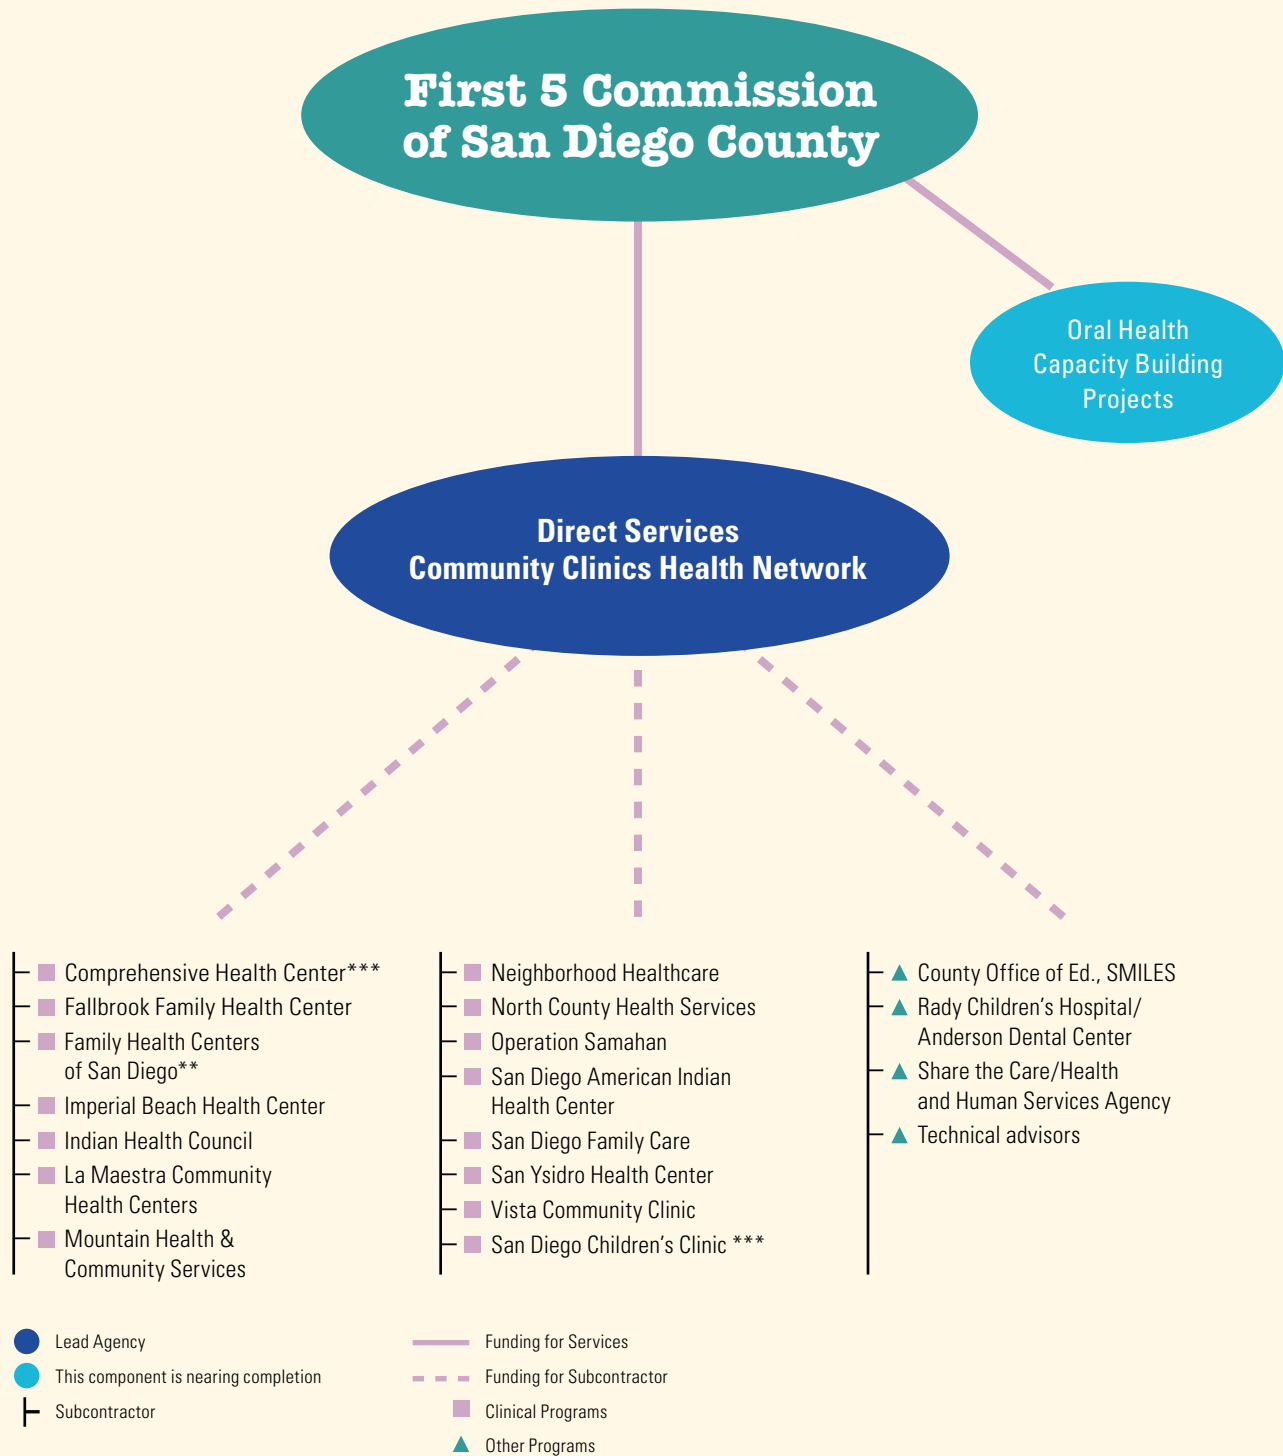 First 5 Commission
of San Diego County
Oral Health
Capacity Building
Projects
Direct Services
Community Clinics Health Network
Comprehensive Health Center***
Fallbrook Family Health Center
Family Health Centers
of San Diego**
Imperial Beach Health Center
Indian Health Council
La Maestra Community
Health Centers
Mountain Health &
Community Services
Neighborhood Healthcare
North County Health Services
Operation Samahan
San Diego American Indian
Health Center
San Diego Family Care
San Ysidro Health Center
Vista Community Clinic
San Diego Children's Clinic ***
County Office of Ed., SMILES
Rady Children's Hospital/
Anderson Dental Center
Share the Care/Health
and Human Services Agency
Technical advisors
Lead Agency
This component is nearing completion
Subcontractor
Funding for Services
Funding for Subcontractor
Clinical Programs
Other Programs